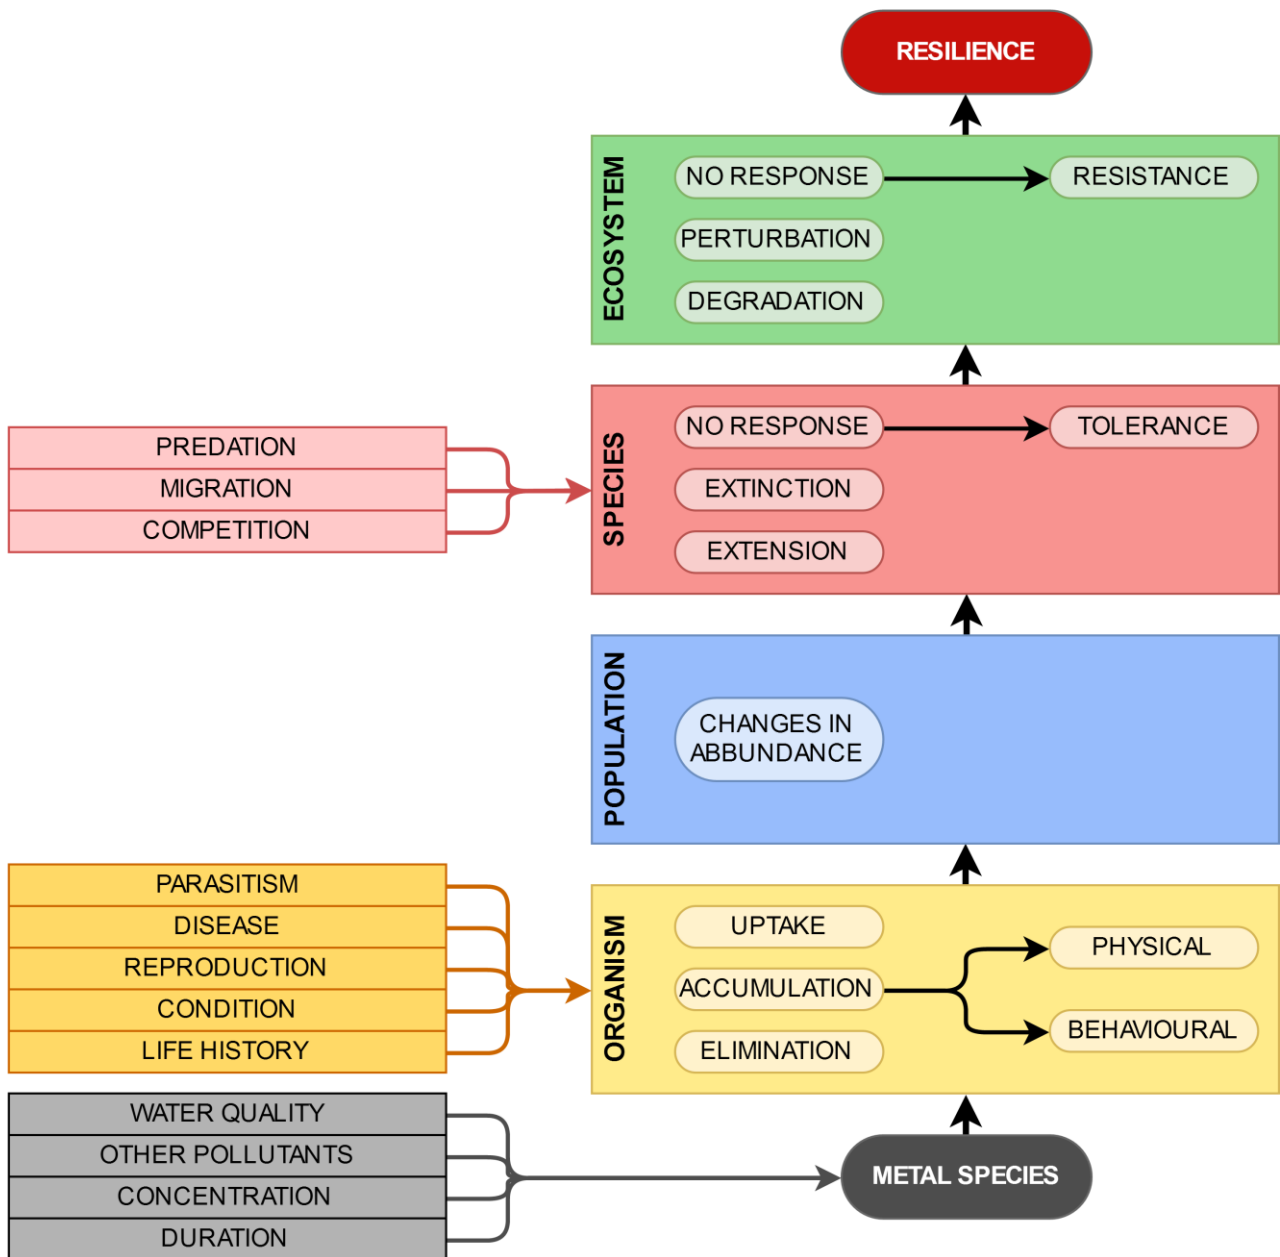 RESILIENCE
ECOSYSTEM
NO RESPONSE
RESISTANCE
PERTURBATION
DEGRADATION
PREDATION
MIGRATION
COMPETITION
SPECIES
NO RESPONSE
TOLERANCE
EXTINCTION
EXTENSION
POPULATION
CHANGES IN
ABBUNDANCE
PARASITISM
DISEASE
REPRODUCTION
CONDITION
LIFE HISTORY
ORGANISM
UPTAKE
ACCUMULATION
ELIMINATION
PHYSICAL
BEHAVIOURAL
WATER QUALITY
OTHER POLLUTANTS
CONCENTRATION
DURATION
METAL SPECIES